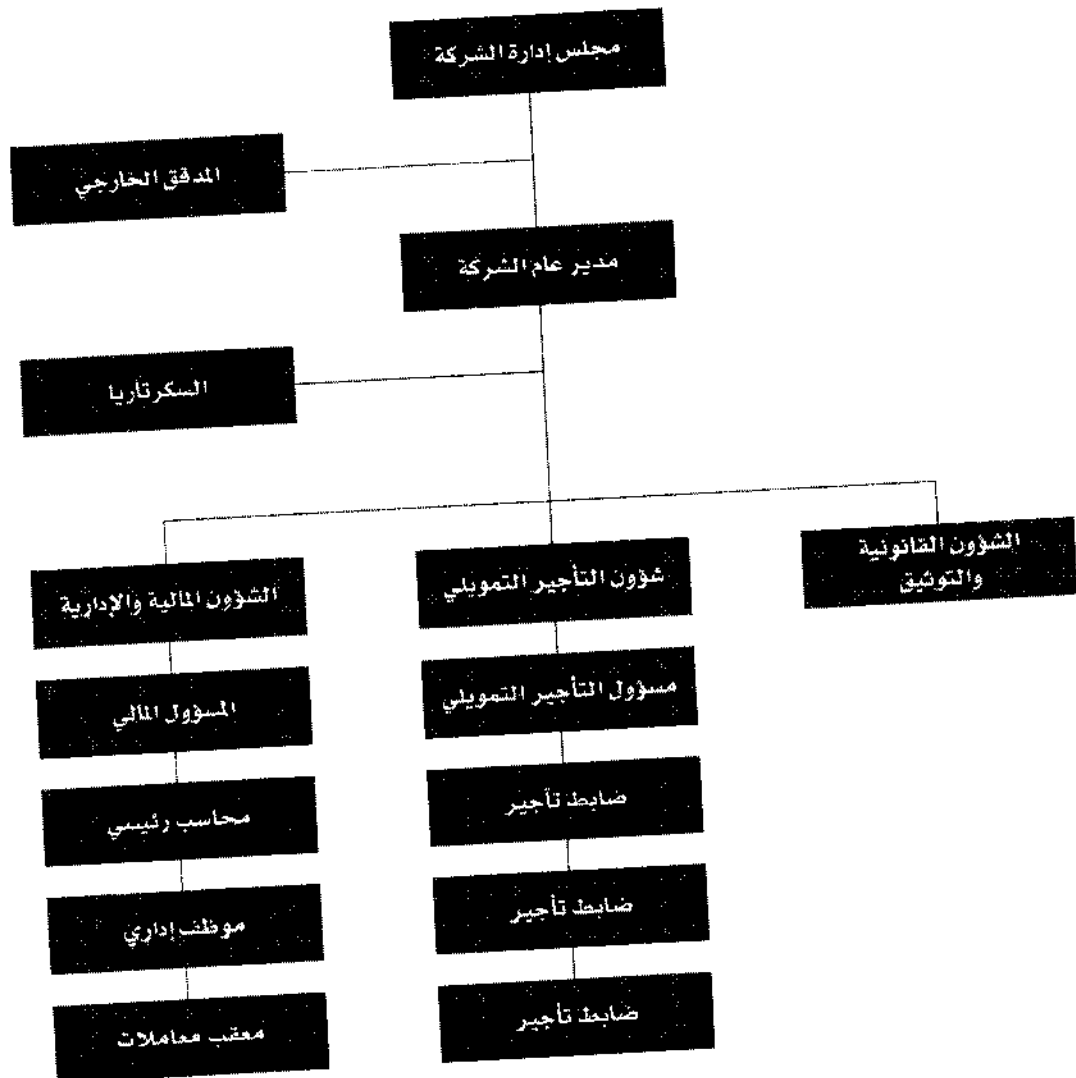 مجلس إدارة الشركة
المدقق الخارجي
مدير عام الشركة
السكرتاريا
الشؤون القانونية
والتوثيق
شؤون التأجير التمويلي
الشؤون المالية والإدارية
مسؤول التأجير التمويلي
المسؤول المالي
ضابط تأجير
محاسب رئيسي
ضابط تأجير
موظف إداري
ضابط تأجير
معقب معاملات